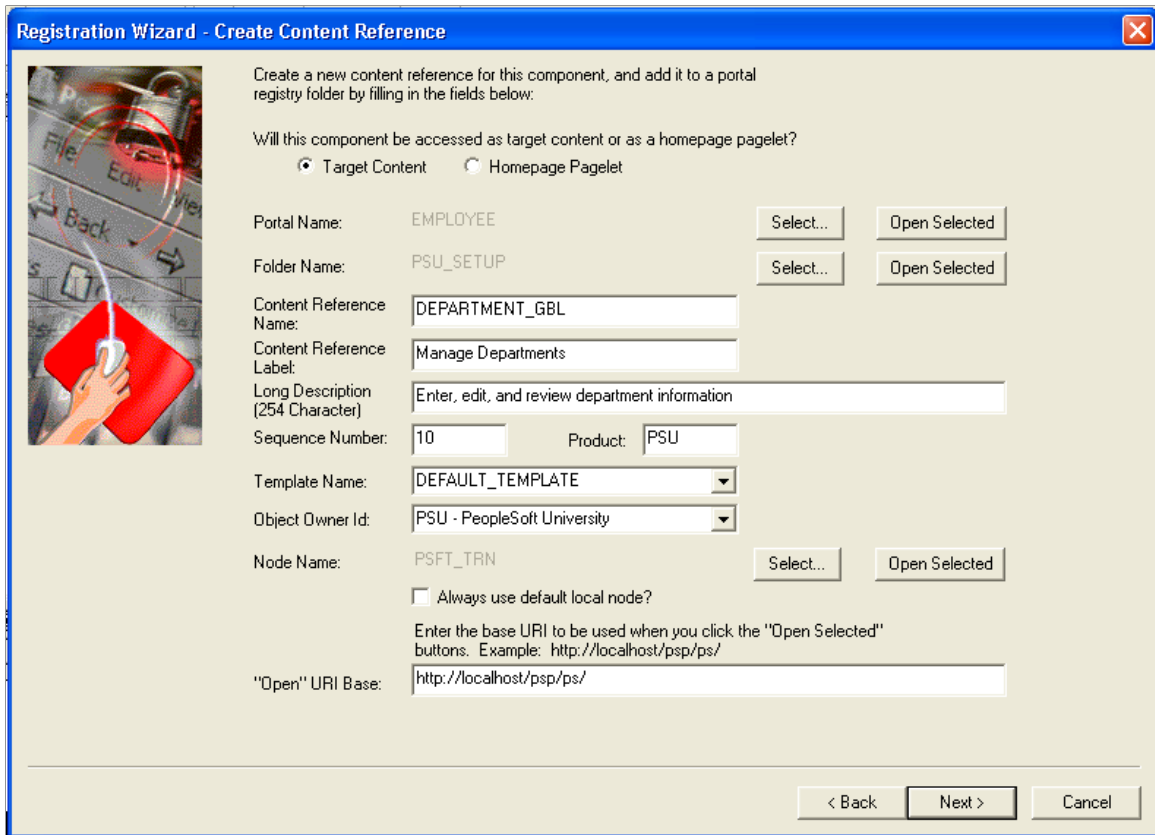 Registration Wizard - Create Content Reference
Create a new content reference for this component, and add it to a portal
registry folder by filling in the fields below:
Will this component be accessed as target content or as a homepage pagelet?
Target Content Homepage Pagelet
Portal Name: EMPLOYEE Select... Open Selected
Folder Name: PSU_SETUP Select... Open Selected
Content Reference
Name: DEPARTMENT_GBL
Content Reference
Label: Manage Departments
Long Description
(254 Character) Enter, edit, and review department information
Sequence Number: 10 Product: PSU
Template Name: DEFAULT_TEMPLATE
Object Owner Id: PSU - PeopleSoft University
Node Name: PSFT_TRN Select... Open Selected
Always use default local node?
Enter the base URI to be used when you click the "Open Selected"
buttons. Example: http://localhost/psp/ps/
"Open" URI Base: http://localhost/psp/ps/
< Back Next > Cancel
File
Edit
View
Back